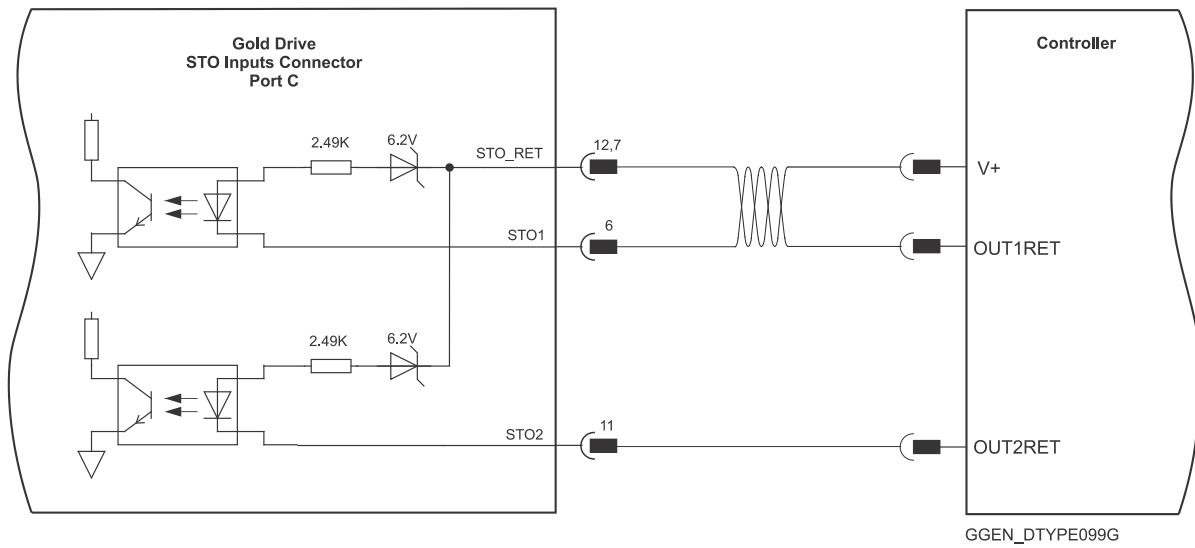 Gold Drive
STO Inputs Connector
Port C
Controller
2.49K
6.2V
STO_RET
12,7
V+
STO1
6
OUT1RET
2.49K
6.2V
STO2
11
OUT2RET
GGEN_DTYPE099G